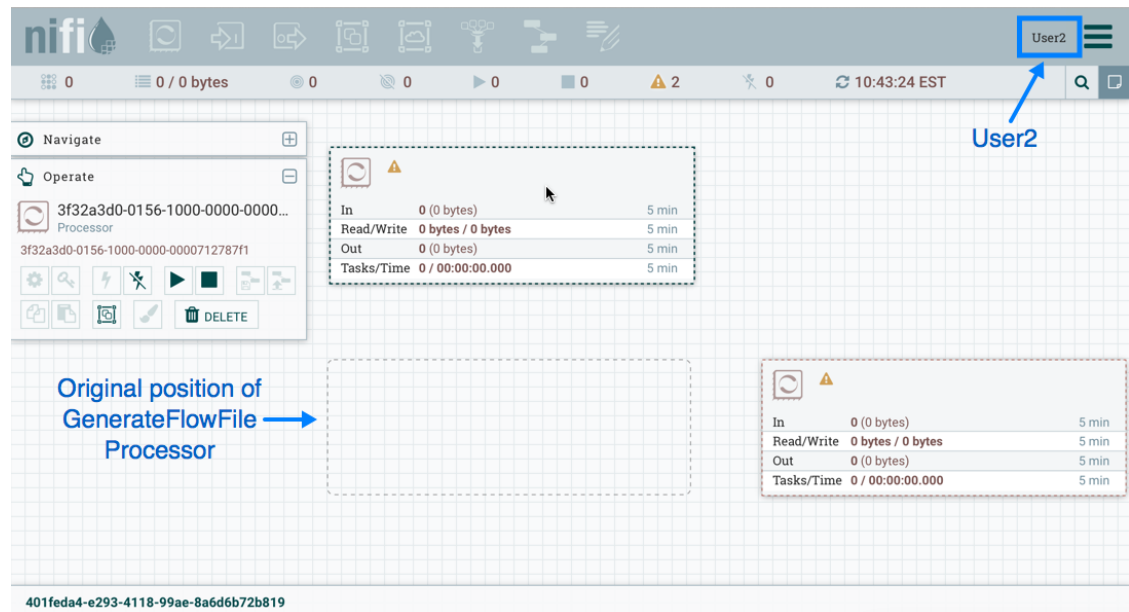 nifi
User2
0
0 / 0 bytes
0
0
0
0
2
0
10:43:24 EST
User2
Navigate
Operate
3f32a3d0-0156-1000-0000-0000...
Processor
3f32a3d0-0156-1000-0000-0000712787f1
DELETE
In 0 (0 bytes) 5 min
Read/Write 0 bytes / 0 bytes 5 min
Out 0 (0 bytes) 5 min
Tasks/Time 0 / 00:00:00.000 5 min
Original position of
GenerateFlowFile
Processor
In 0 (0 bytes) 5 min
Read/Write 0 bytes / 0 bytes 5 min
Out 0 (0 bytes) 5 min
Tasks/Time 0 / 00:00:00.000 5 min
401feda4-e293-4118-99ae-8a6d6b72b819